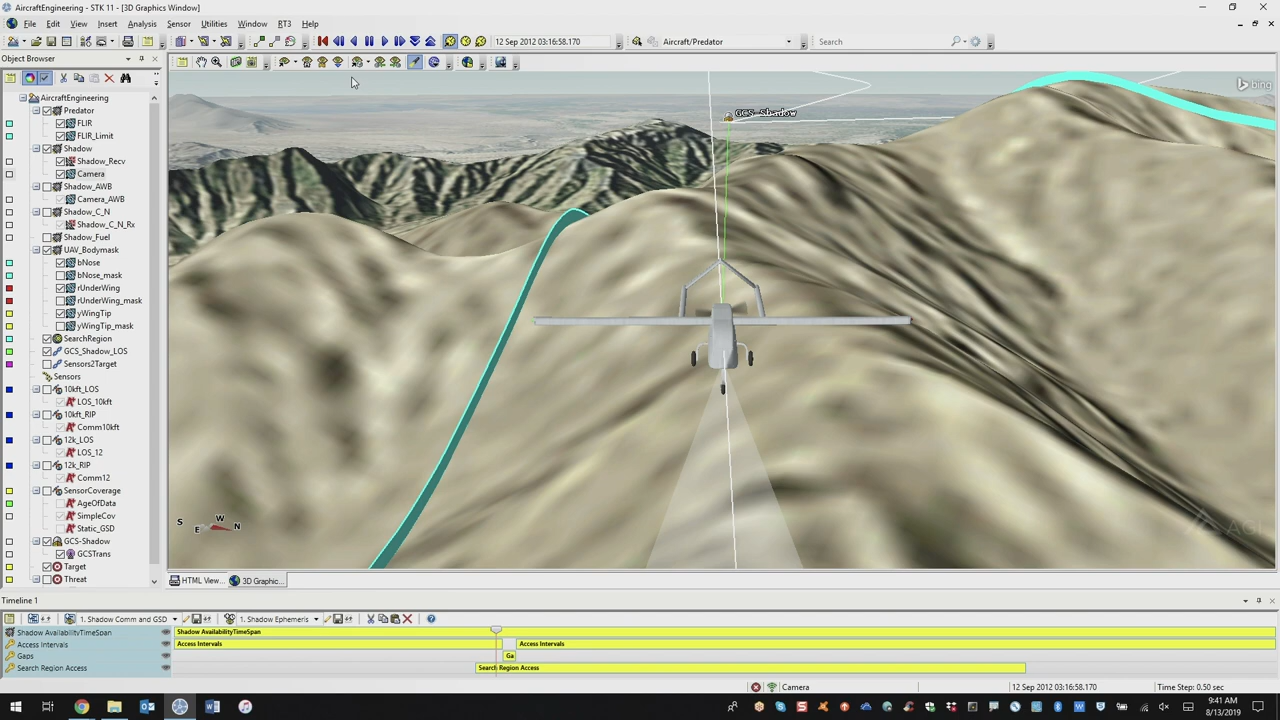 AircraftEngineering - STK 11 - [3D Graphics Window]
File Edit View Insert Analysis Sensor Utilities Window RT3 Help
12 Sep 2012 03:16:58.170 Aircraft/Predator Search
Object Browser
AircraftEngineering
Predator
FLIR
FLIR_Limit
Shadow
Shadow_Recv
Camera
Shadow_AWB
Camera_AWB
Shadow_C_N
Shadow_C_N_Rx
Shadow_Fuel
UAV_Bodymask
bNose
bNose_mask
rUnderWing
rUnderWing_mask
yWingTip
yWingTip_mask
SearchRegion
GCS_Shadow_LOS
Sensors2Target
Sensors
10kft_LOS
LOS_10kft
10kft_RIP
Comm10kft
12k_LOS
LOS_12
12k_RIP
Comm12
SensorCoverage
AgeOfData
SimpleCov
Static_GSD
GCS-Shadow
GCSTrans
Target
Threat
bing
GCS-Shadow
S E W N
AGI
HTML View... 3D Graphic...
Timeline 1
1. Shadow Comm and GSD 1. Shadow Ephemeris
Shadow AvailabilityTimeSpan Shadow AvailabilityTimeSpan
Access Intervals Access Intervals Access Intervals
Gaps Ga
Search Region Access Search Region Access
Camera 12 Sep 2012 03:16:58.170 Time Step: 0.50 sec
9:41 AM
8/13/2019